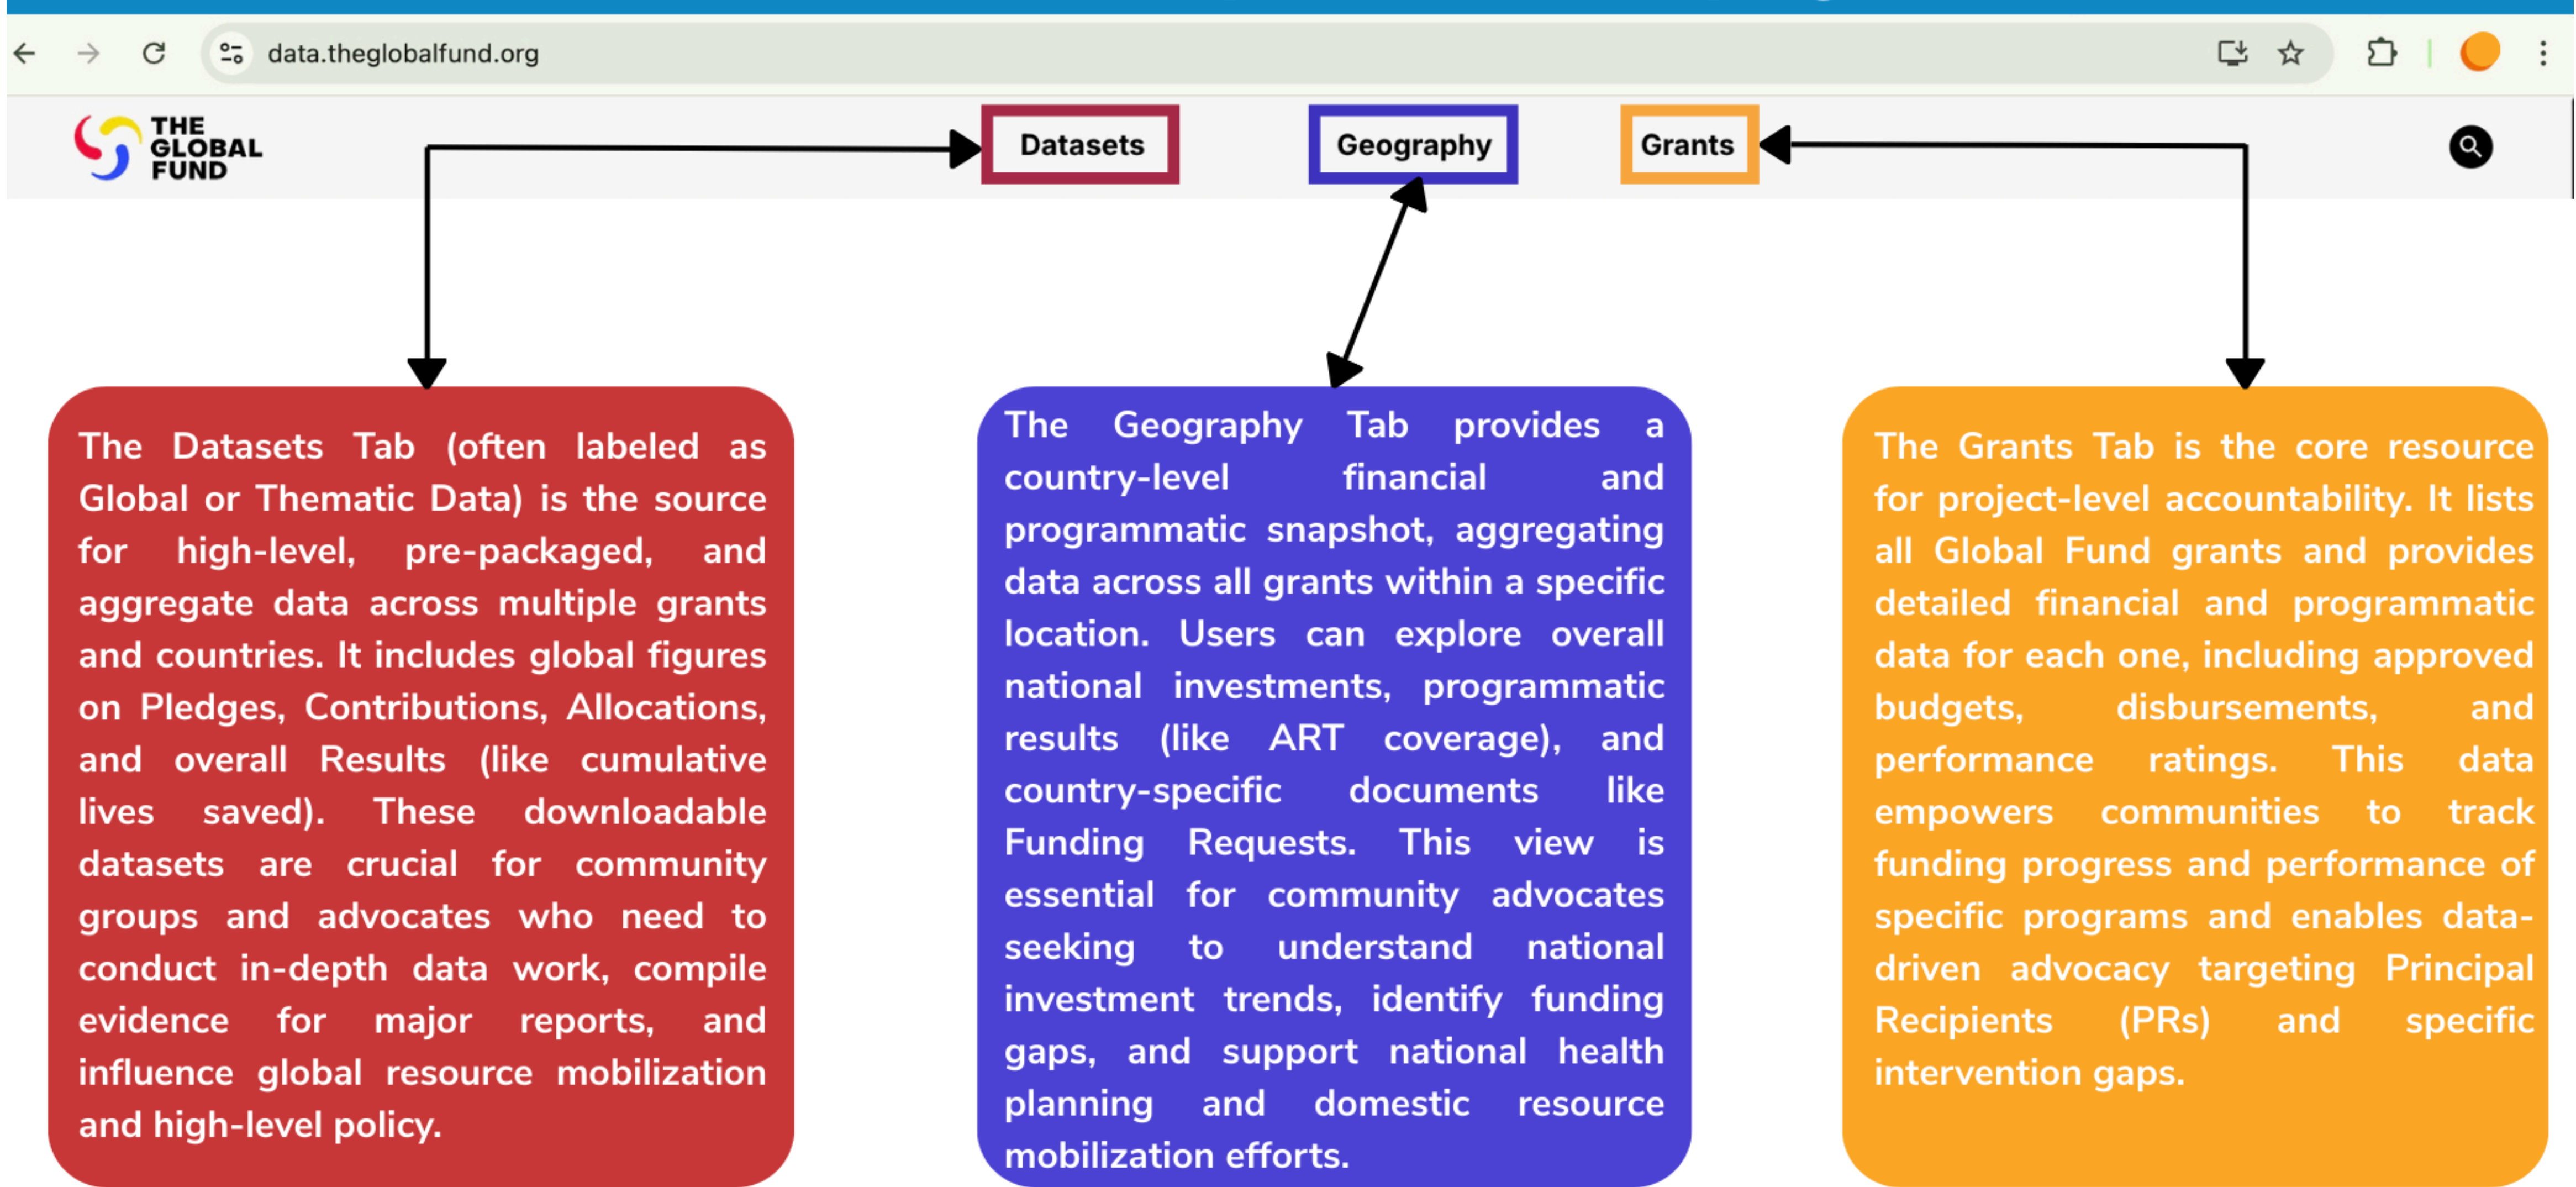 data.theglobalfund.org
THE
GLOBAL
FUND
Datasets
Geography
Grants
The Datasets Tab (often labeled as
Global or Thematic Data) is the source
for high-level, pre-packaged, and
aggregate data across multiple grants
and countries. It includes global figures
on Pledges, Contributions, Allocations,
and overall Results (like cumulative
lives saved). These downloadable
datasets are crucial for community
groups and advocates who need to
conduct in-depth data work, compile
evidence for major reports, and
influence global resource mobilization
and high-level policy.
The Geography Tab provides a
country-level financial and
programmatic snapshot, aggregating
data across all grants within a specific
location. Users can explore overall
national investments, programmatic
results (like ART coverage), and
country-specific documents like
Funding Requests. This view is
essential for community advocates
seeking to understand national
investment trends, identify funding
gaps, and support national health
planning and domestic resource
mobilization efforts.
The Grants Tab is the core resource
for project-level accountability. It lists
all Global Fund grants and provides
detailed financial and programmatic
data for each one, including approved
budgets, disbursements, and
performance ratings. This data
empowers communities to track
funding progress and performance of
specific programs and enables data-
driven advocacy targeting Principal
Recipients (PRs) and specific
intervention gaps.